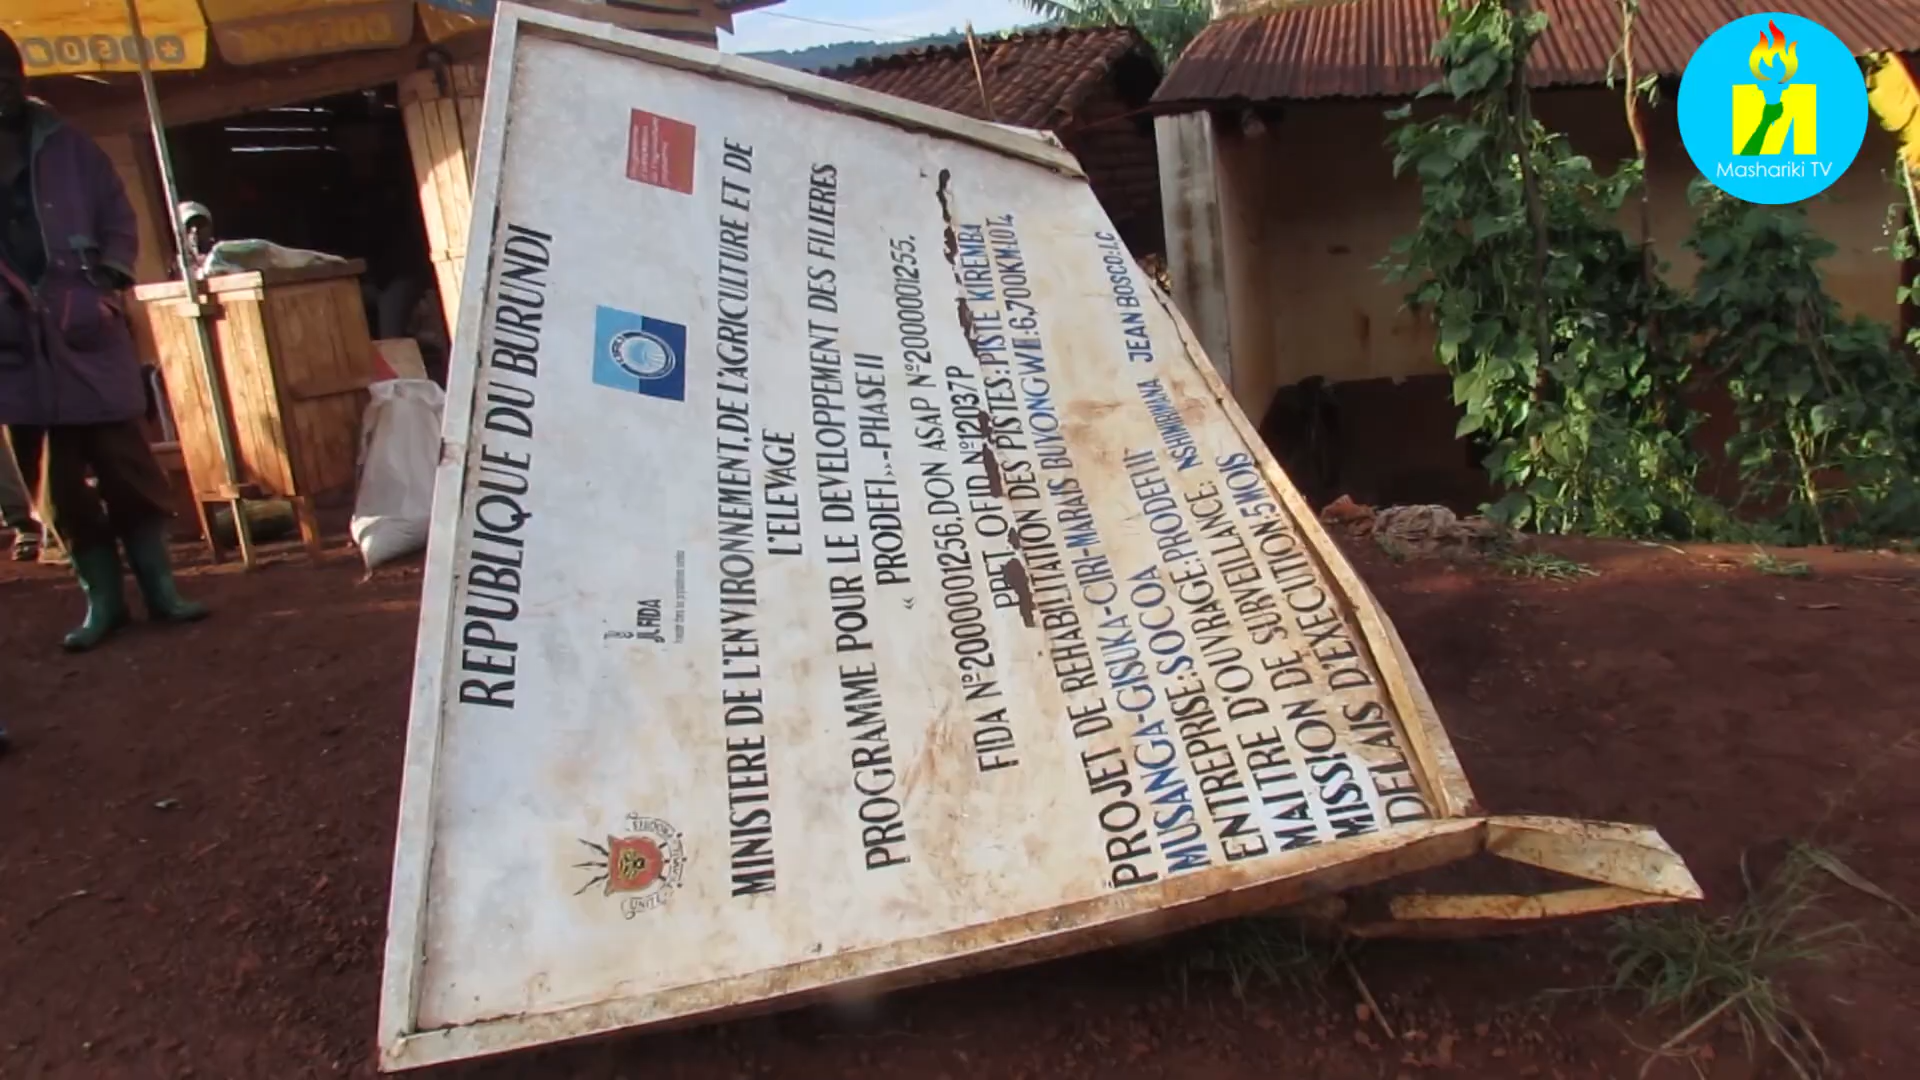 REPUBLIQUE DU BURUNDI
FIDA
MINISTERE DE L'ENVIRONNEMENT,DE L'AGRICULTURE ET DE
L'ELEVAGE
PROGRAMME POUR LE DEVELOPPEMENT DES FILIERES
« PRODEFI.»-PHASE II
FIDA N°2000001256,DON ASAP N°2000001255.
PRET OFID N°12037P
PROJET DE REHABILITATION DES PISTES:PISTE KIREMBA
MUSANGA-GISUKA-CIRI-MARAIS BUYONGWE:6,700KM:LOT4
ENTREPRISE:SOCOA
MAITRE D'OUVRAGE:PRODEFI II
MISSION DE SURVEILLANCE: NSHIMIRIMANA JEAN BOSCO:I.C
DELAIS D'EXECUTION:5MOIS
Mashariki TV